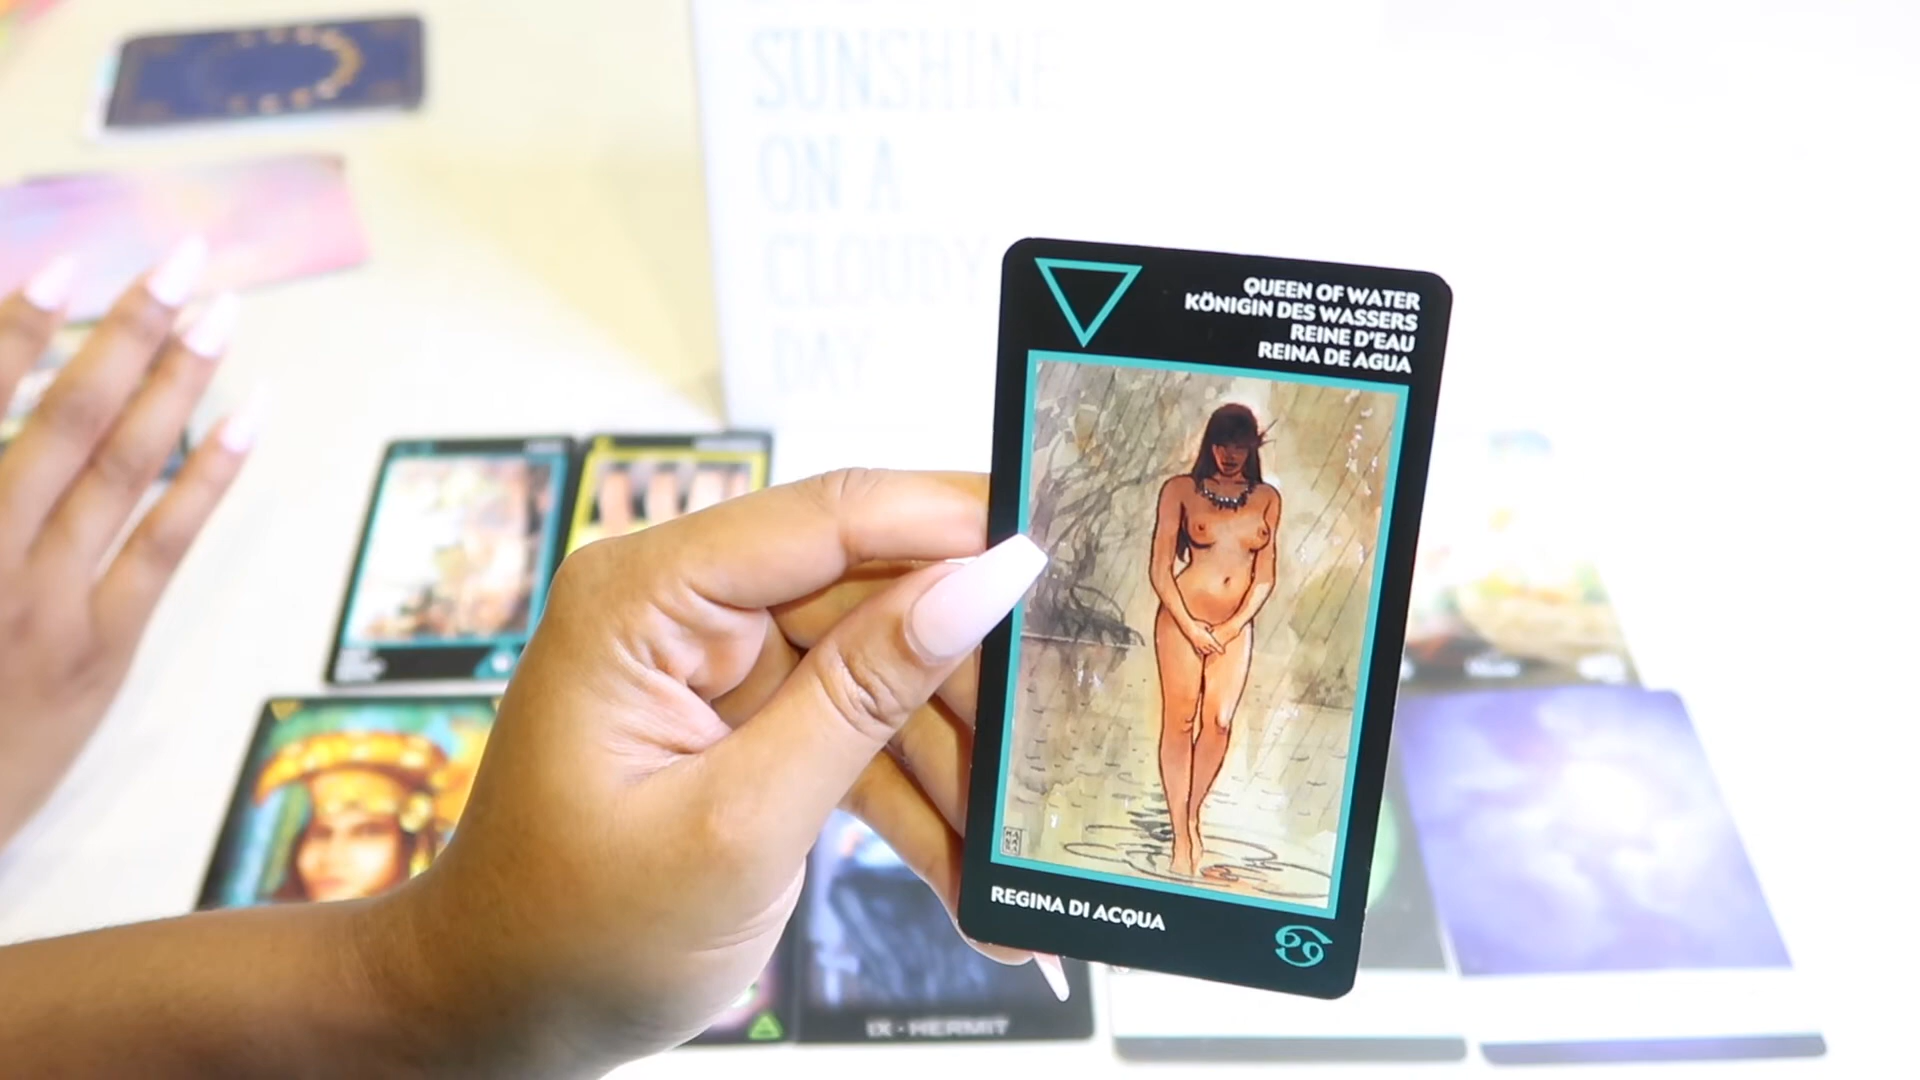 SUNSHINE
ON A
CLOUDY
DAY
QUEEN OF WATER
KÖNIGIN DES WASSERS
REINE D'EAU
REINA DE AGUA
REGINA DI ACQUA
IX · HERMIT